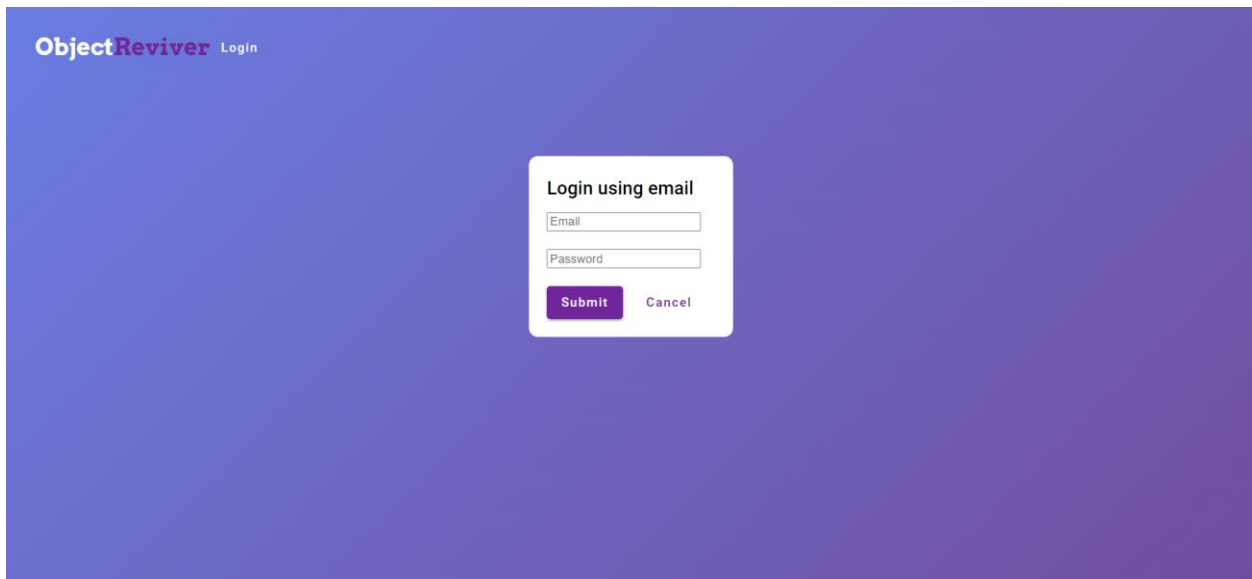 ObjectReviver Login
Login using email
Email
Password
Submit Cancel